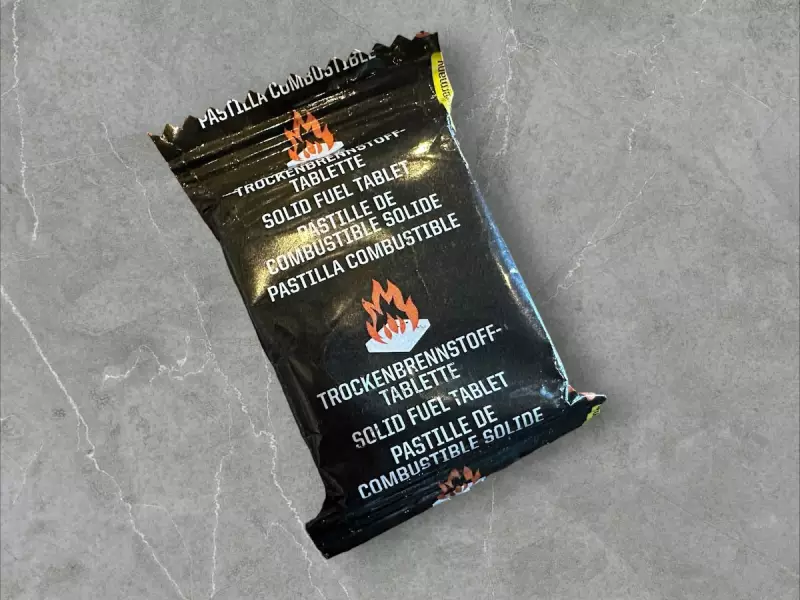 PASTILLA COMBUSTIBLE
TROCKENBRENNSTOFF-
TABLETTE
SOLID FUEL TABLET
PASTILLE DE
COMBUSTIBLE SOLIDE
PASTILLA COMBUSTIBLE
TROCKENBRENNSTOFF-
TABLETTE
SOLID FUEL TABLET
PASTILLE DE
COMBUSTIBLE SOLIDE